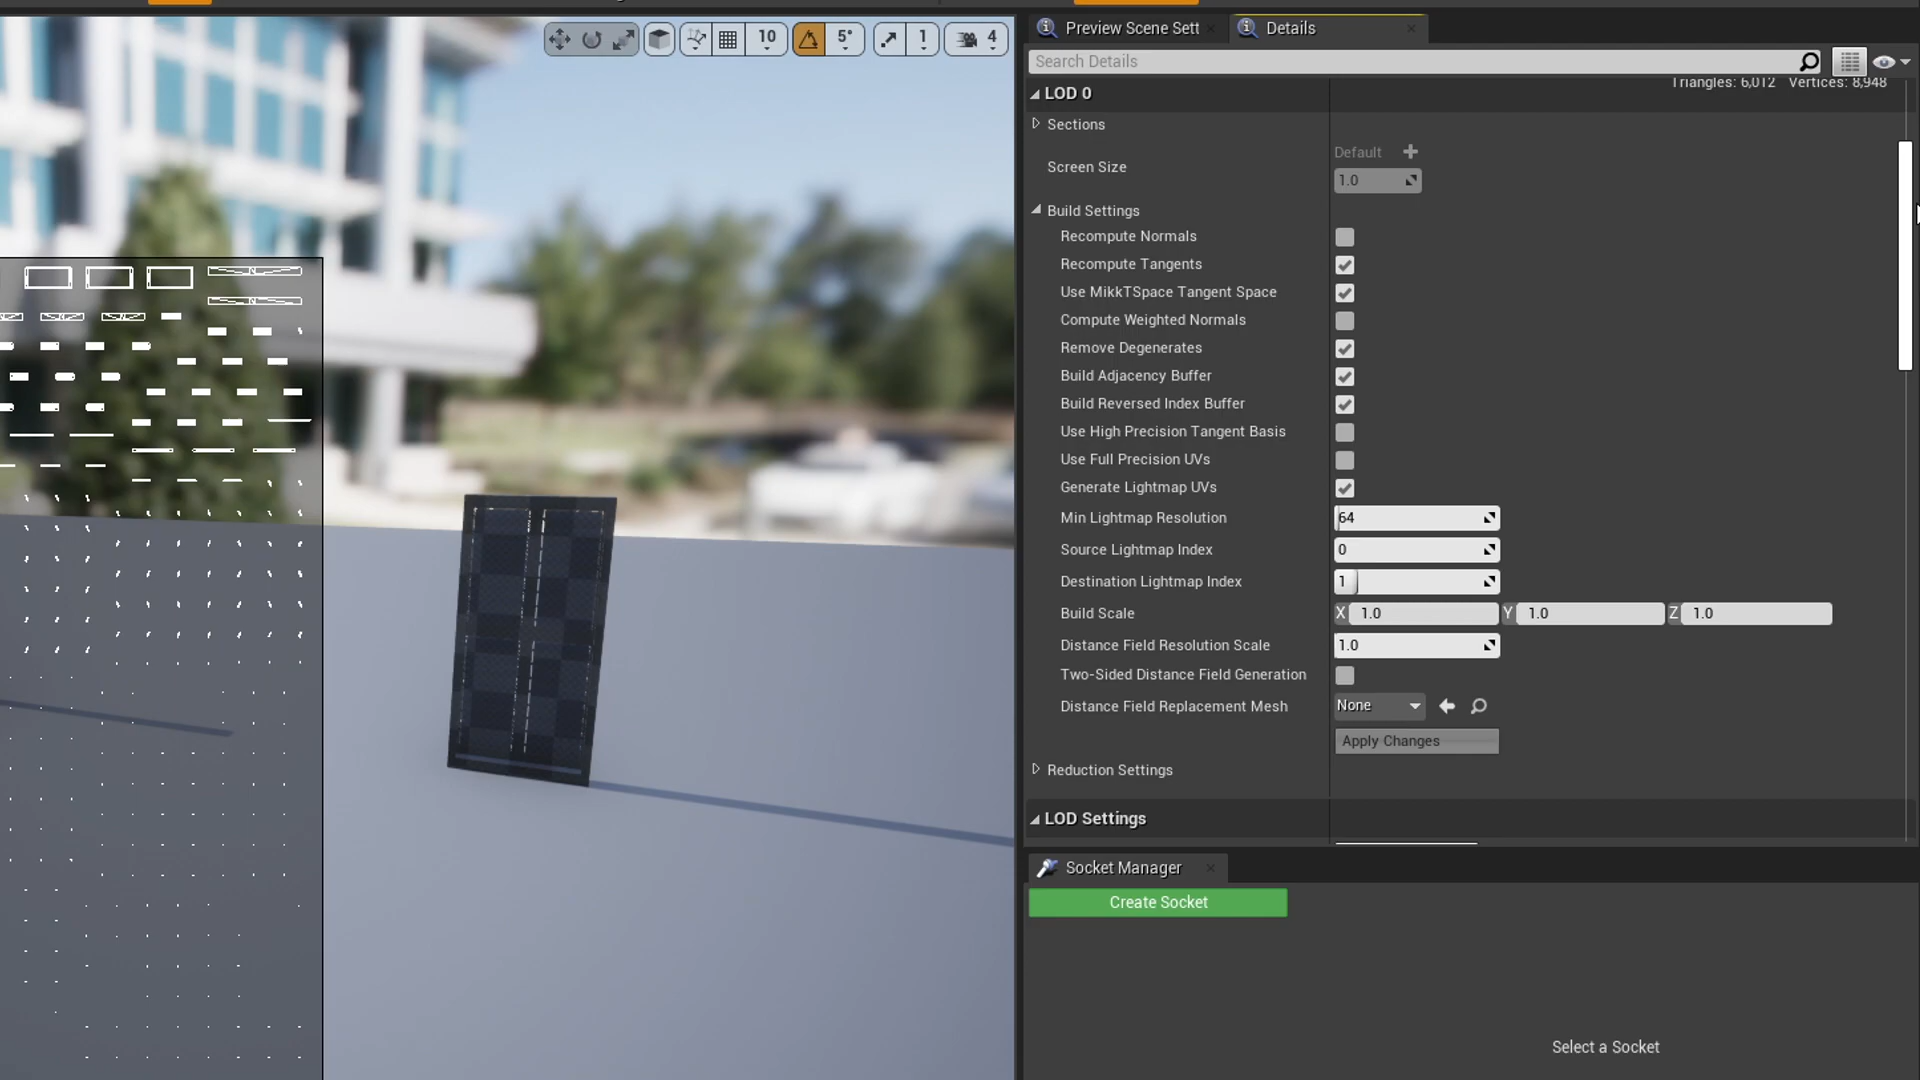 10
5°
1
4
Preview Scene Sett
Details
Search Details
Triangles: 6,012 Vertices: 8,948
LOD 0
Sections
Screen Size
Default
1.0
Build Settings
Recompute Normals
Recompute Tangents
Use MikkTSpace Tangent Space
Compute Weighted Normals
Remove Degenerates
Build Adjacency Buffer
Build Reversed Index Buffer
Use High Precision Tangent Basis
Use Full Precision UVs
Generate Lightmap UVs
Min Lightmap Resolution 64
Source Lightmap Index 0
Destination Lightmap Index 1
Build Scale X 1.0 Y 1.0 Z 1.0
Distance Field Resolution Scale 1.0
Two-Sided Distance Field Generation
Distance Field Replacement Mesh None
Apply Changes
Reduction Settings
LOD Settings
Socket Manager
Create Socket
Select a Socket